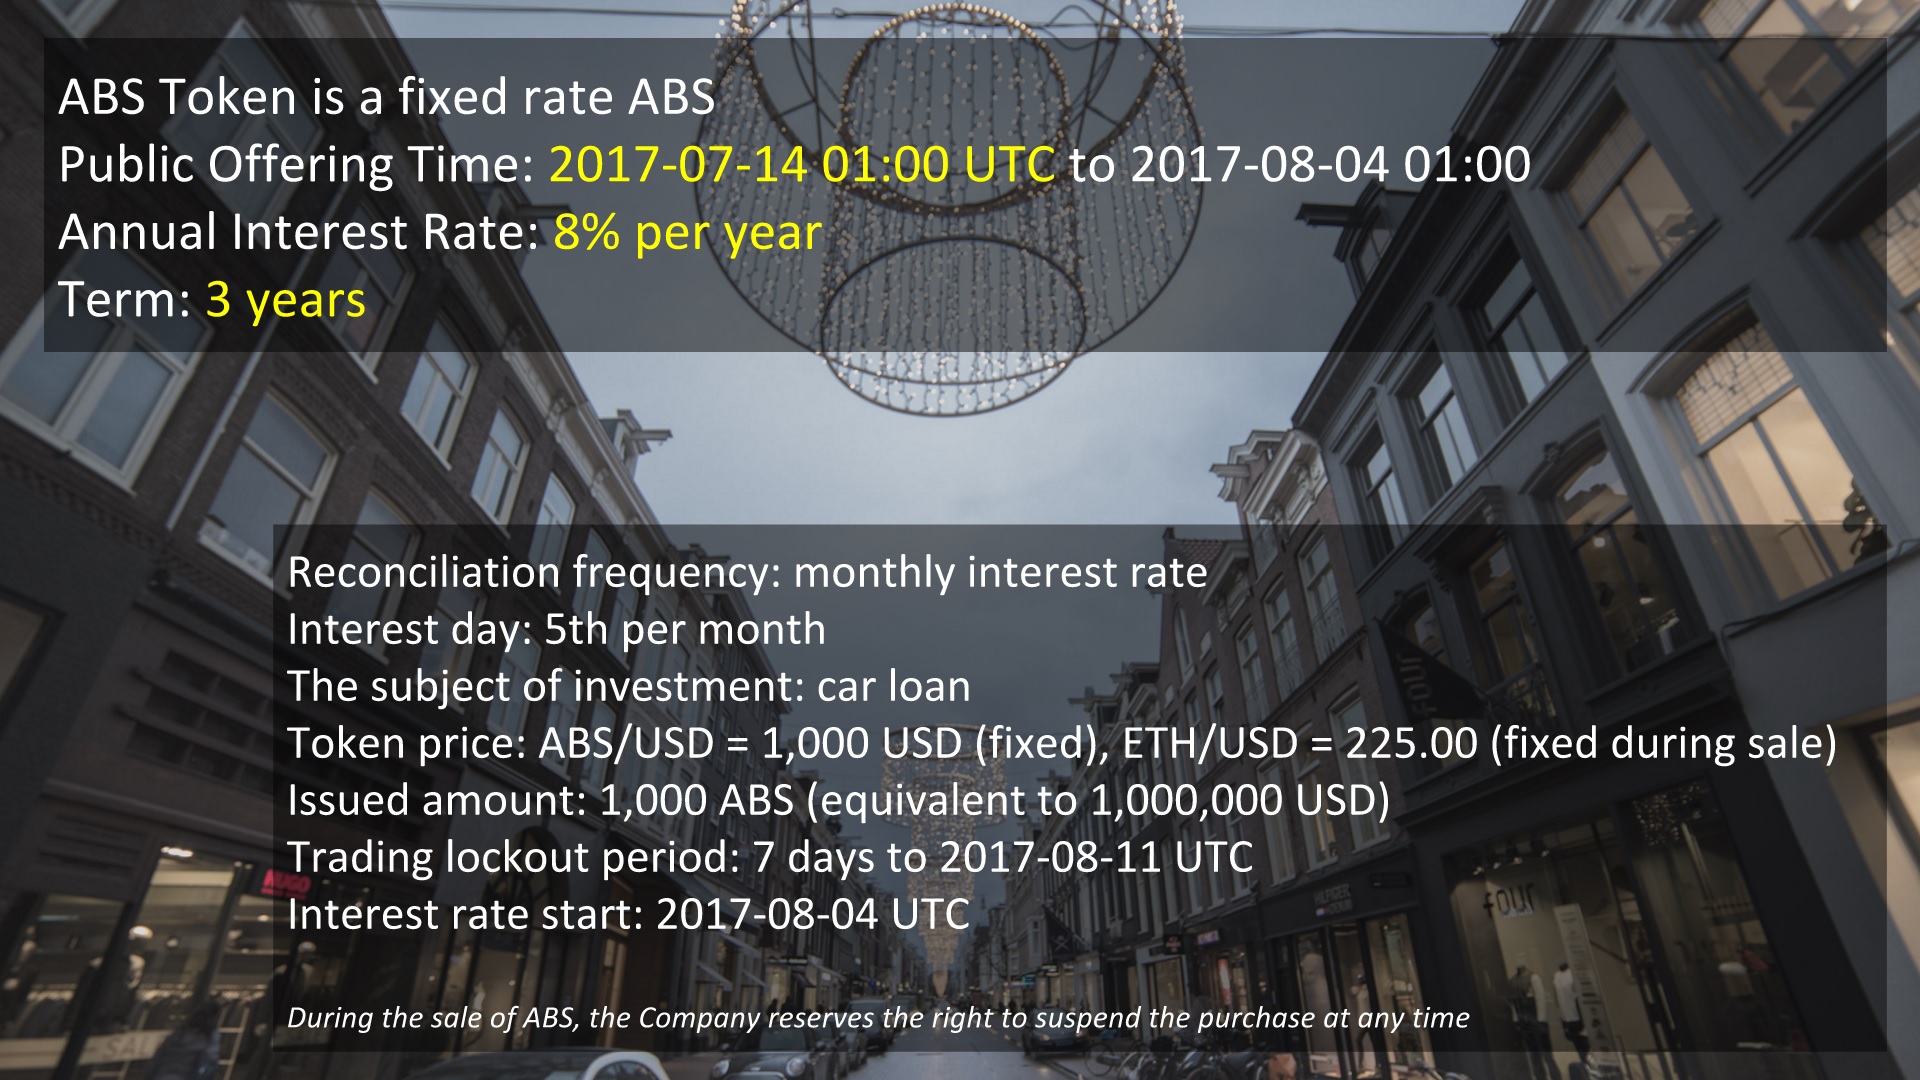 ABS Token is a fixed rate ABS
Public Offering Time: 2017-07-14 01:00 UTC to 2017-08-04 01:00
Annual Interest Rate: 8% per year
Term: 3 years
Reconciliation frequency: monthly interest rate
Interest day: 5th per month
The subject of investment: car loan
Token price: ABS/USD = 1,000 USD (fixed), ETH/USD = 225.00 (fixed during sale)
Issued amount: 1,000 ABS (equivalent to 1,000,000 USD)
Trading lockout period: 7 days to 2017-08-11 UTC
Interest rate start: 2017-08-04 UTC
During the sale of ABS, the Company reserves the right to suspend the purchase at any time
HUGO
FOUR
four